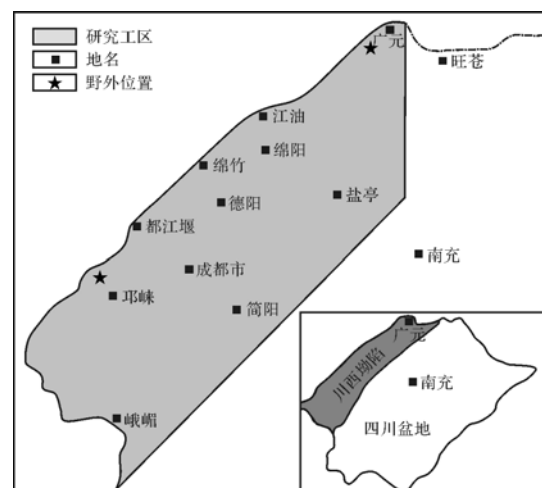 研究工区
地名
野外位置
广元
旺苍
江油
绵阳
绵竹
德阳
盐亭
都江堰
南充
成都市
邛崃
简阳
峨嵋
广元
川西坳陷
南充
四川盆地